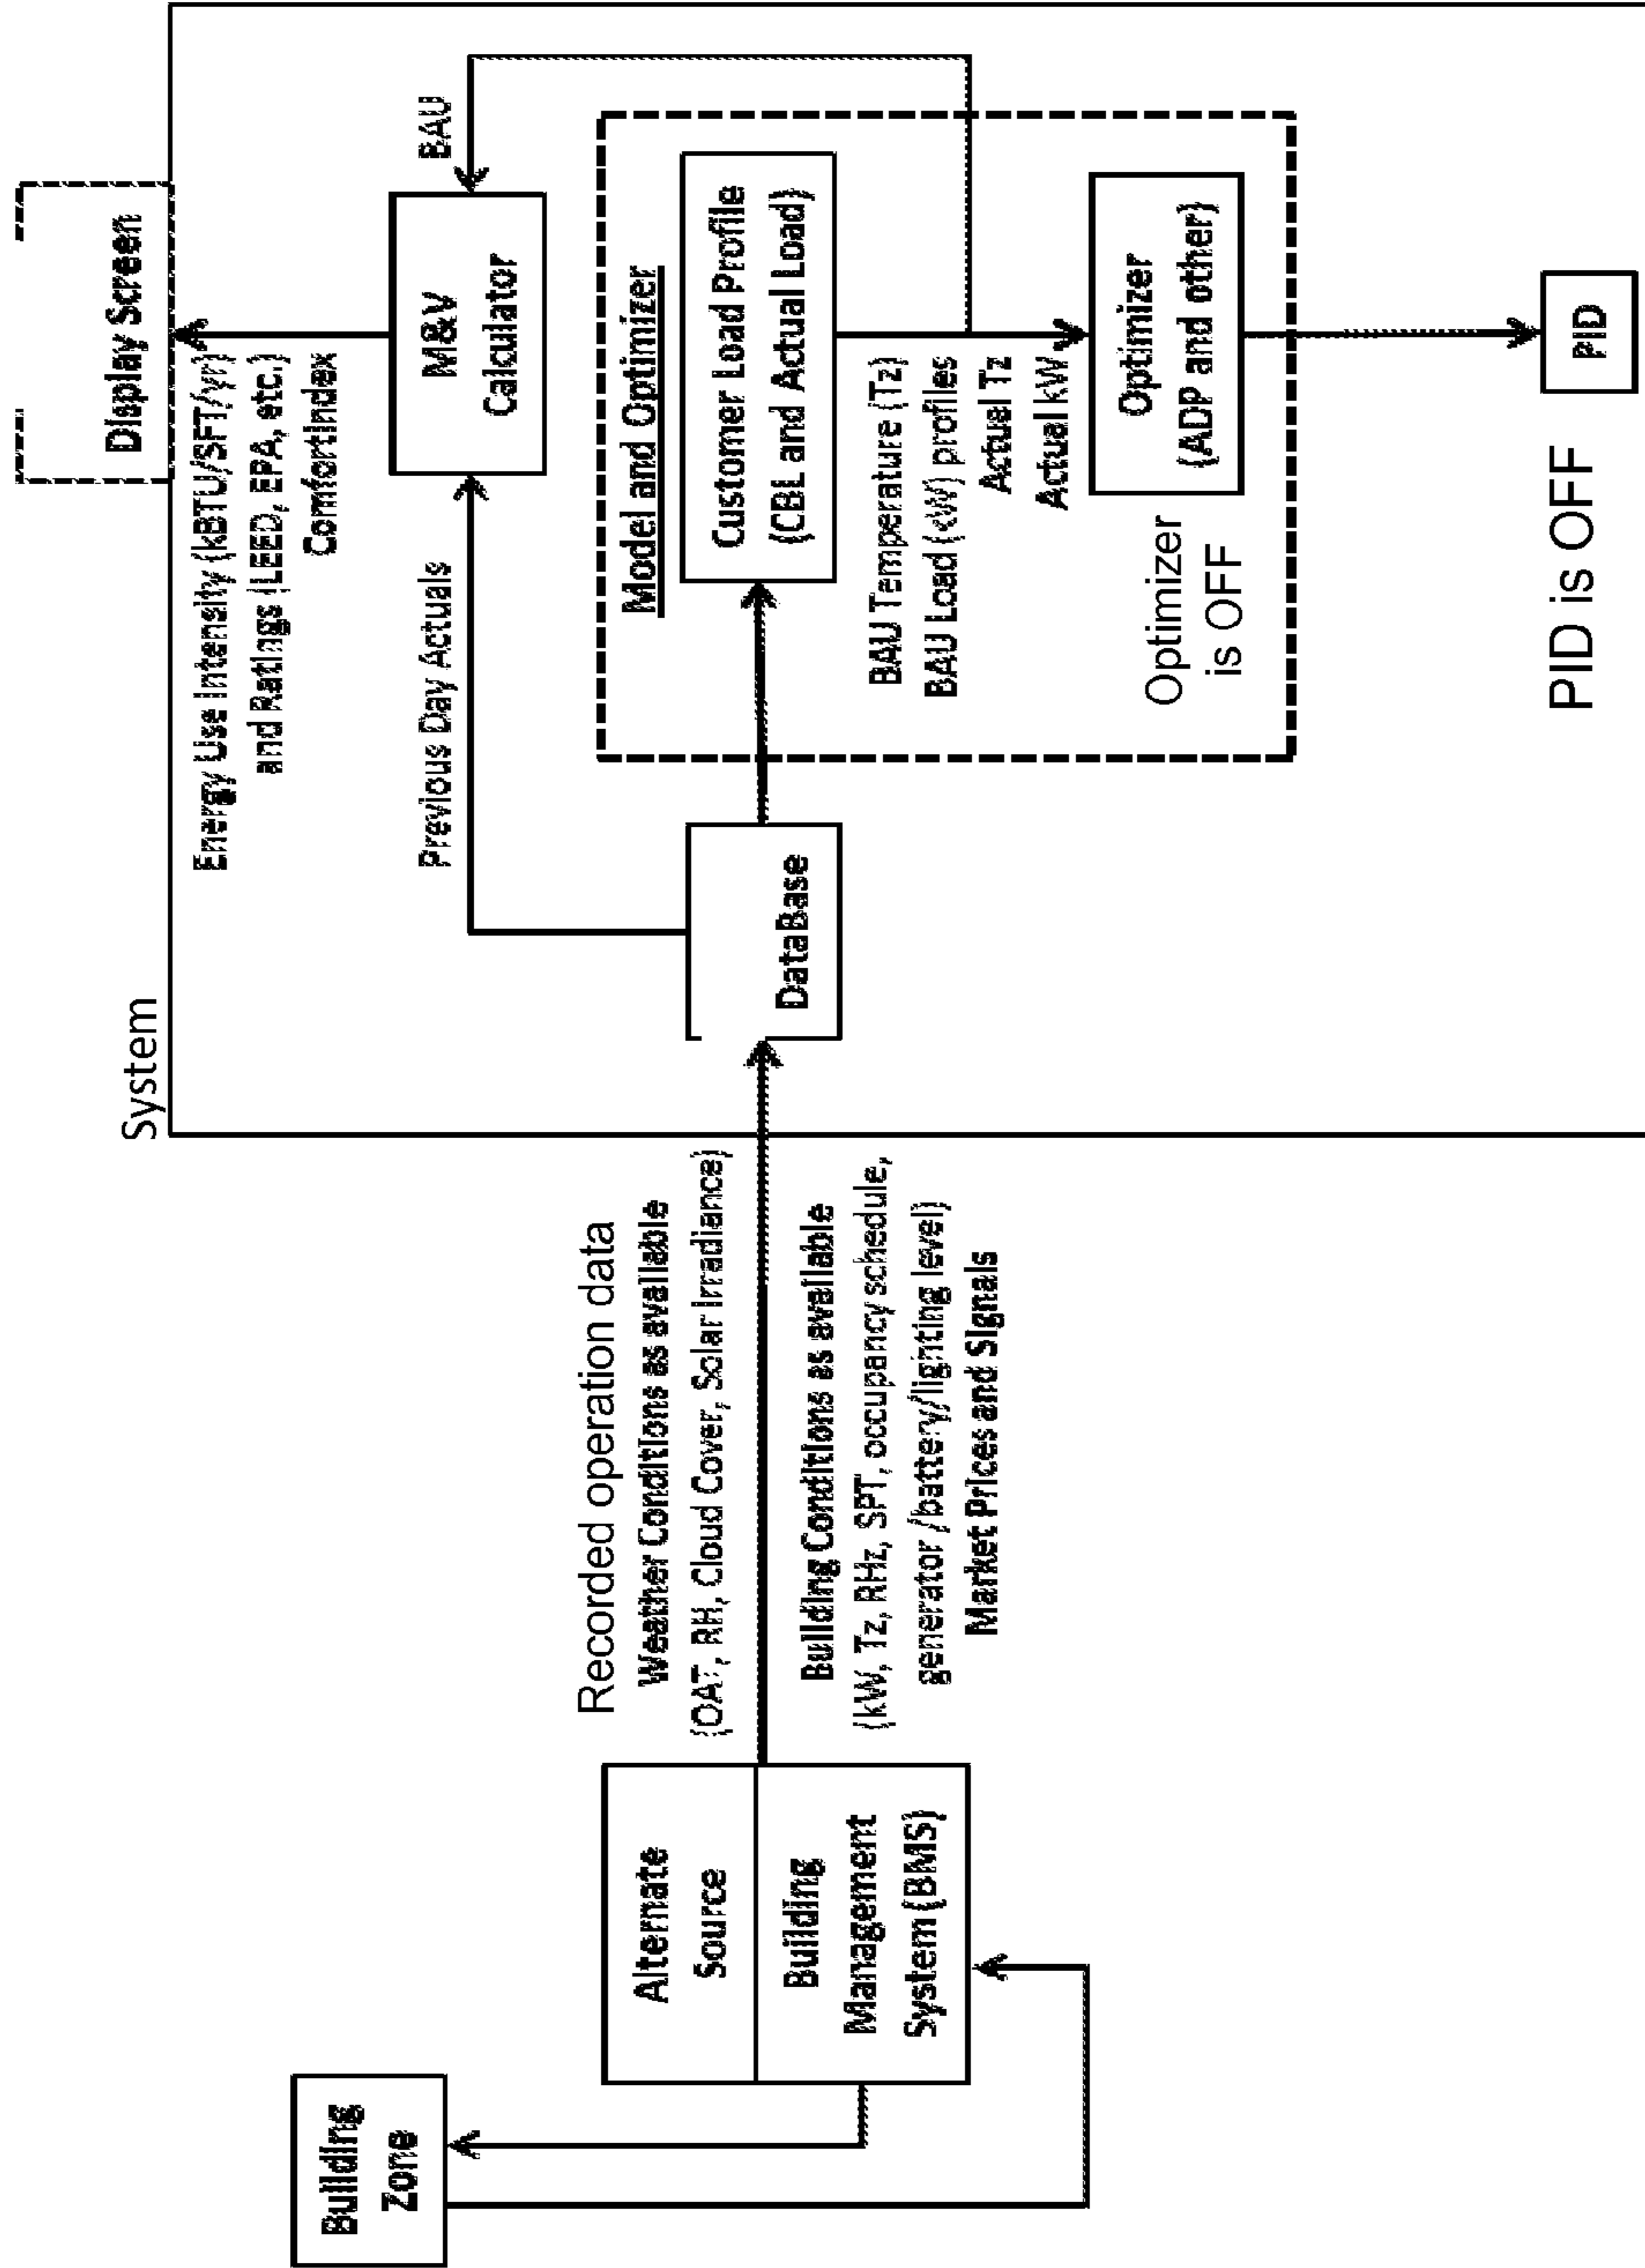 System
Display Screen
Energy Use Intensity (kBTU/SFT/yr)
and Ratings (LEED, EPA, etc.)
ComfortIndex
Previous Day Actuals
M&V
Calculator
BAU
Model and Optimizer
Customer Load Profile
(CBL and Actual Load)
DataBase
BAU Temperature (Tz)
BAU Load (kW) profiles
Actual Tz
Actual kW
Optimizer
(ADP and other)
Optimizer
is OFF
PID
PID is OFF
Recorded operation data
Weather Conditions as available
(OAT, RH, Cloud Cover, Solar Irradiance)
Building Conditions as available
(kW, Tz, RHz, SPT, occupancy schedule,
generator /battery/lighting level)
Market Prices and Signals
Alternate
Source
Building
Management
System (BMS)
Building
Zone